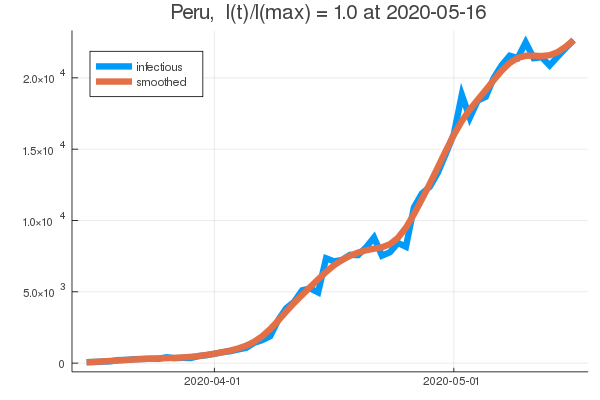 Peru, I(t)/I(max) = 1.0 at 2020-05-16
infectious
smoothed
2.0×10⁴
1.5×10⁴
1.0×10⁴
5.0×10³
0
2020-04-01 2020-05-01